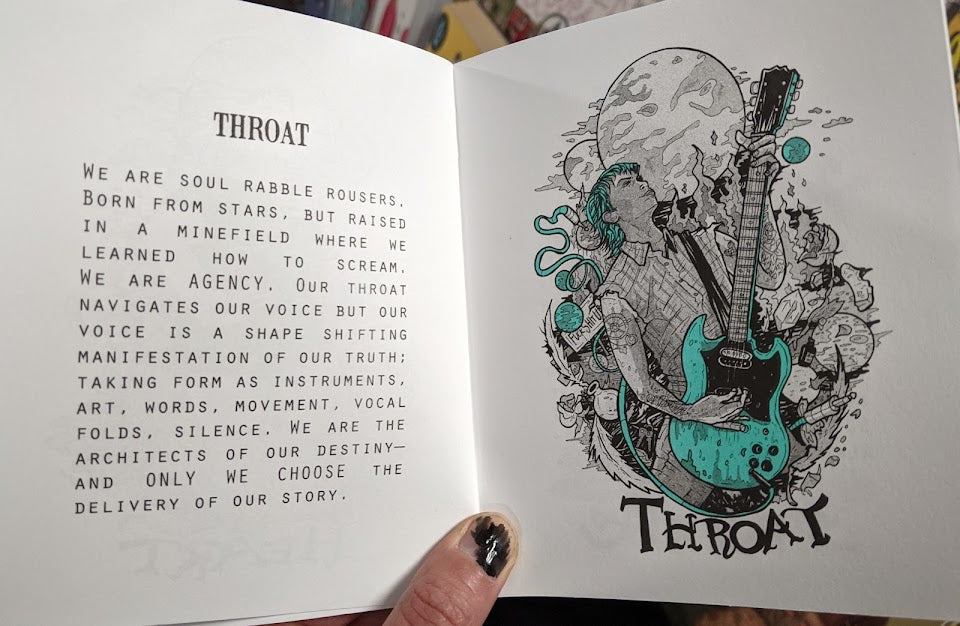 THROAT
WE ARE SOUL RABBLE ROUSERS.
BORN FROM STARS, BUT RAISED
IN A MINEFIELD WHERE WE
LEARNED HOW TO SCREAM.
WE ARE AGENCY. OUR THROAT
NAVIGATES OUR VOICE BUT OUR
VOICE IS A SHAPE SHIFTING
MANIFESTATION OF OUR TRUTH;
TAKING FORM AS INSTRUMENTS,
ART, WORDS, MOVEMENT, VOCAL
FOLDS, SILENCE. WE ARE THE
ARCHITECTS OF OUR DESTINY—
AND ONLY WE CHOOSE THE
DELIVERY OF OUR STORY.
THROAT